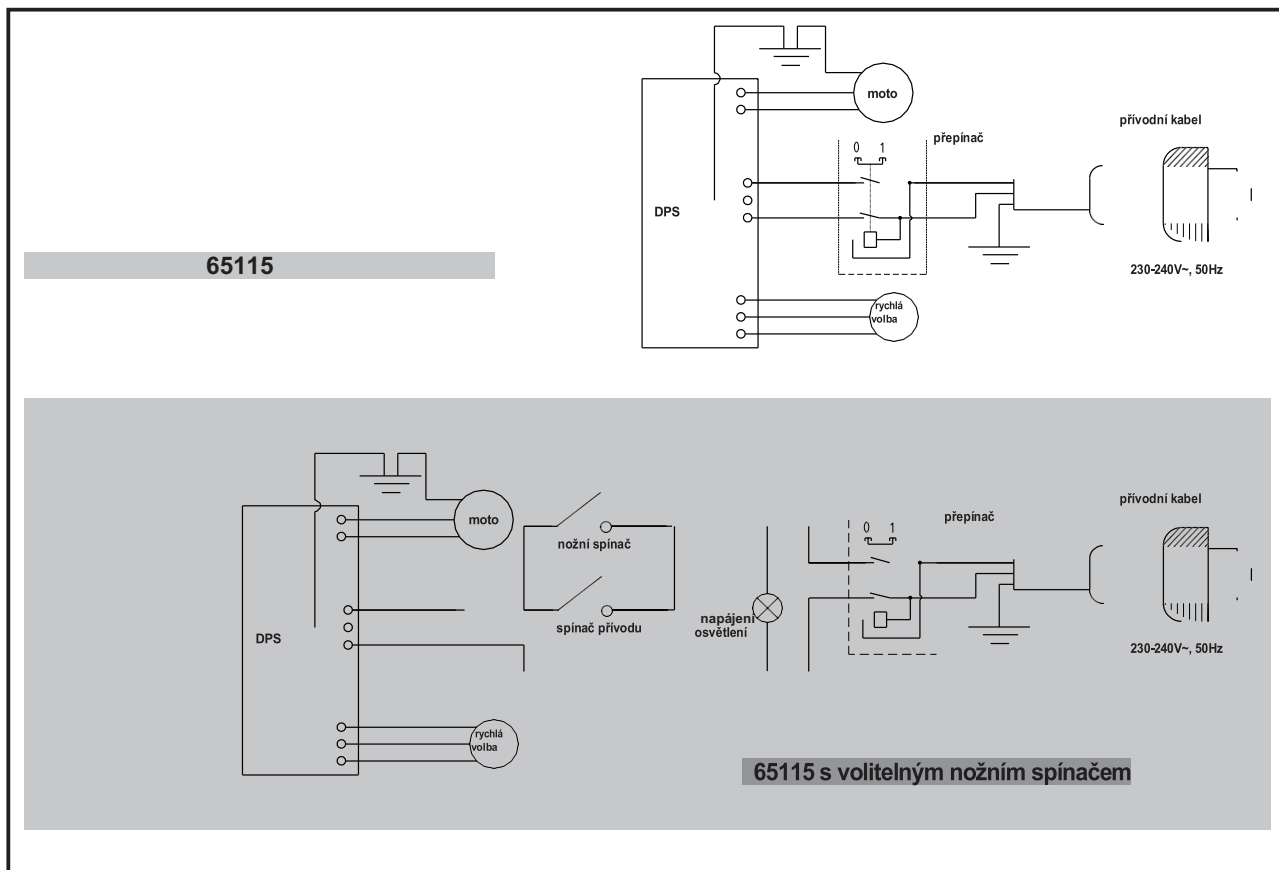 moto
přívodní kabel
přepínač
0 1
DPS
65115
230-240V~, 50Hz
rychlá
volba
moto
přívodní kabel
přepínač
0 1
nožní spínač
napájení
osvětlení
spínač přívodu
DPS
230-240V~, 50Hz
rychlá
volba
65115 s volitelným nožním spínačem